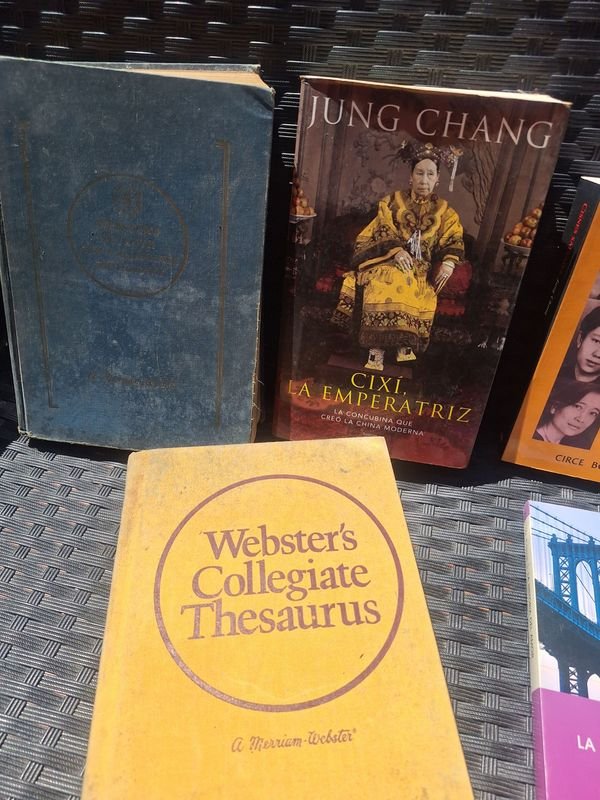 JUNG CHANG
CIXÍ,
LA EMPERATRIZ
LA CONCUBINA QUE
CREÓ LA CHINA MODERNA
CIRCE
Webster's
Collegiate
Thesaurus
A Merriam-Webster®
LA